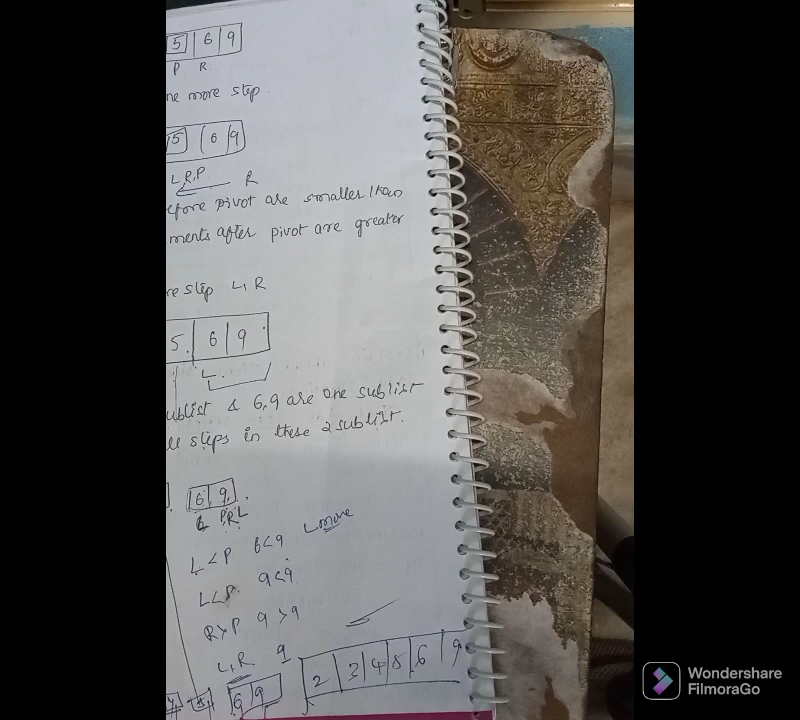 5 | 6 | 9
P R
ne more step.
5 | 6 | 9
L R,P R
efore pivot are smaller than
ments after pivot are greater
re step L, R
5 | 6 | 9
L
ublist & 6,9 are one sublist
steps in these 2 sublist.
6 9
L P R L
L < P 6 < 9 L move
L < P 9 < 9
R > P 9 > 9
L, R 9
2 | 3 | 4 | 5 | 6 | 9
6 9
Wondershare
FilmoraGo